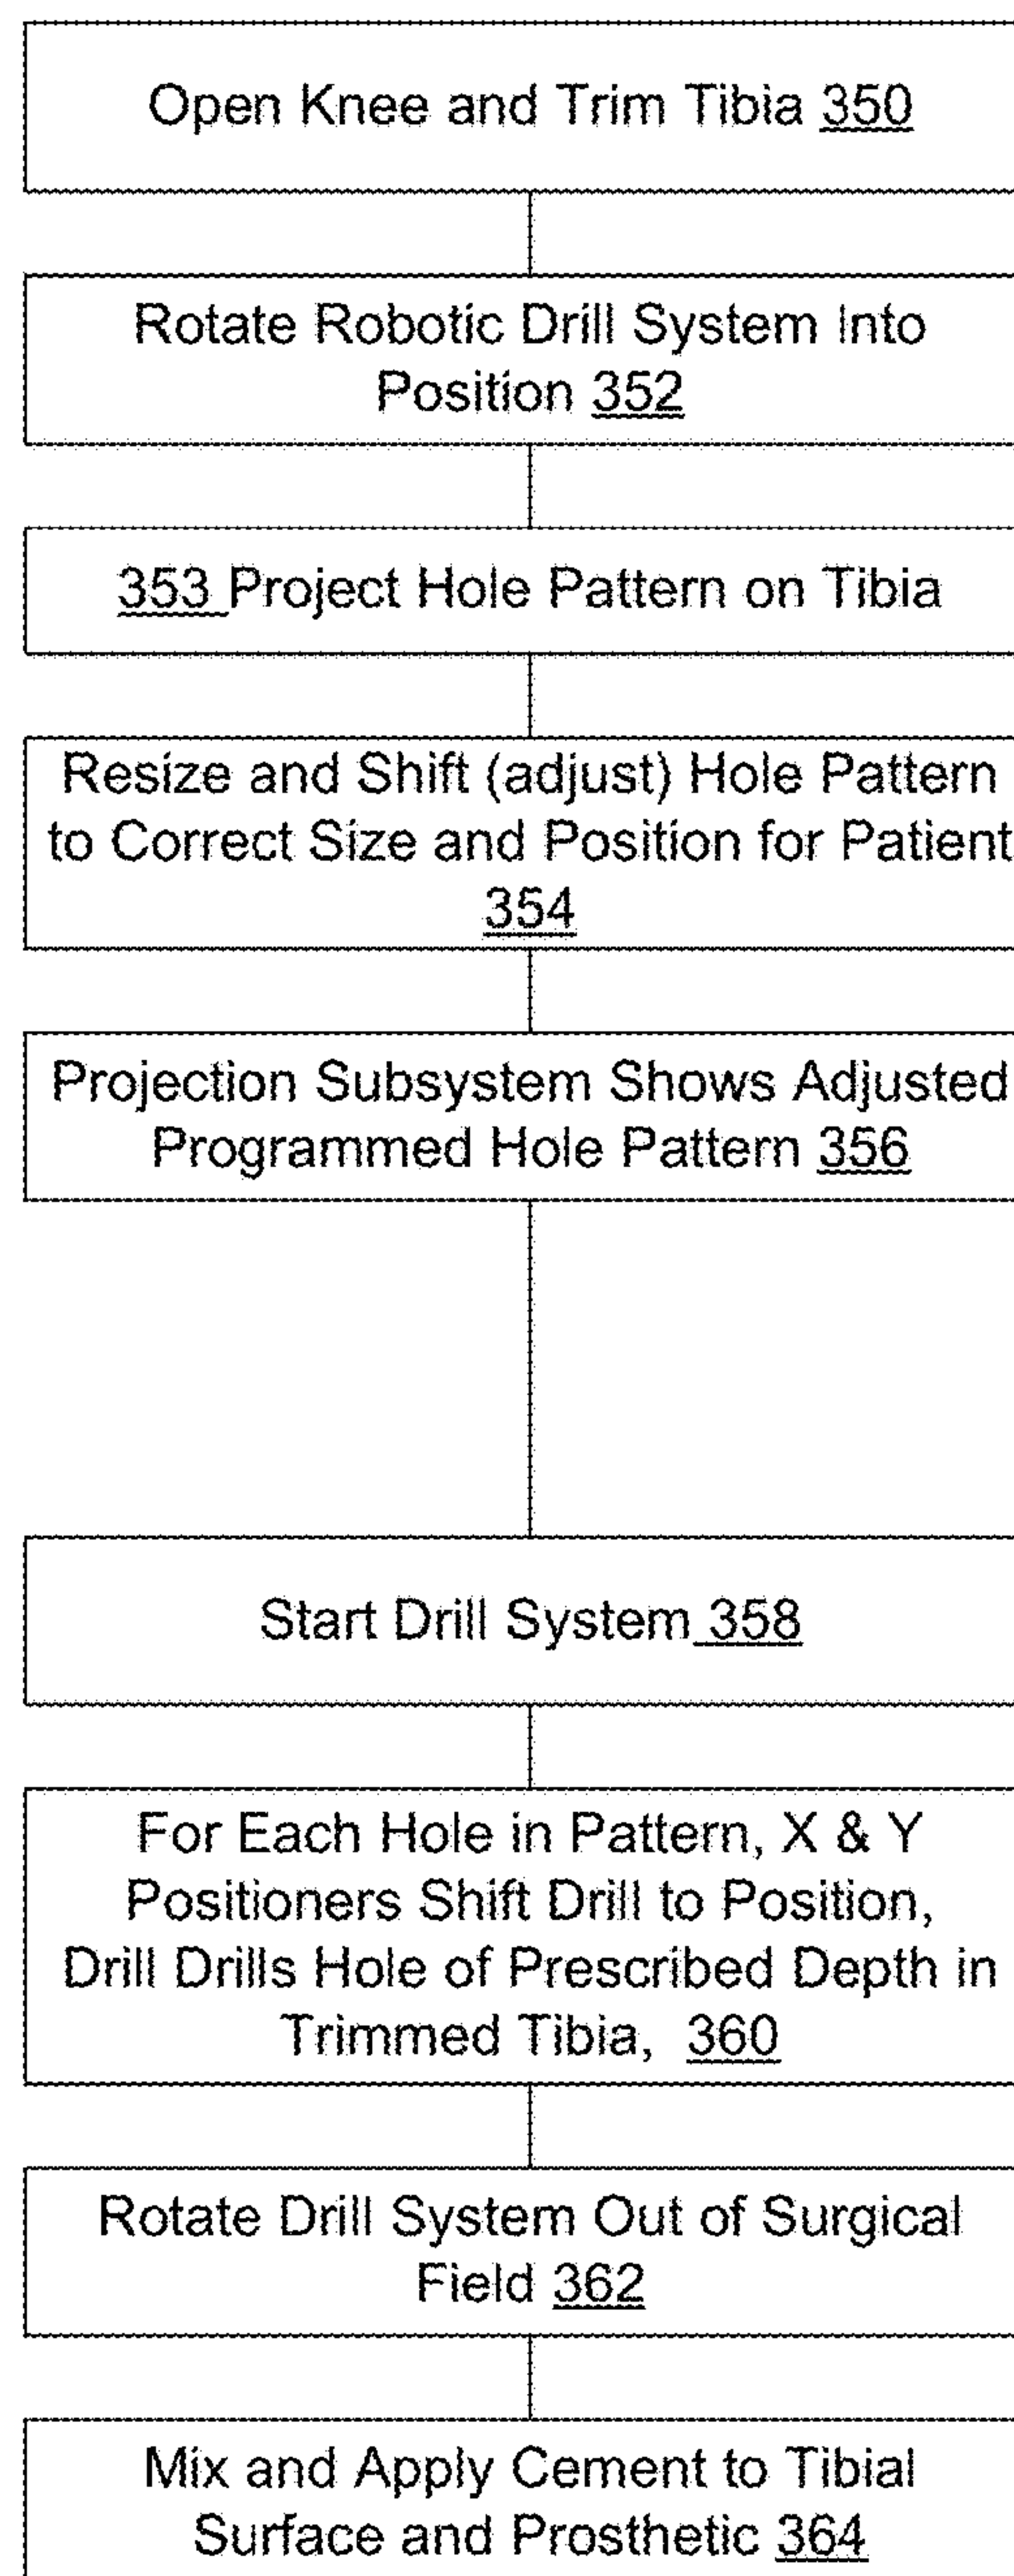 Open Knee and Trim Tibia 350
Rotate Robotic Drill System Into
Position 352
353 Project Hole Pattern on Tibia
Resize and Shift (adjust) Hole Pattern
to Correct Size and Position for Patient
354
Projection Subsystem Shows Adjusted
Programmed Hole Pattern 356
Start Drill System 358
For Each Hole in Pattern, X & Y
Positioners Shift Drill to Position,
Drill Drills Hole of Prescribed Depth in
Trimmed Tibia, 360
Rotate Drill System Out of Surgical
Field 362
Mix and Apply Cement to Tibial
Surface and Prosthetic 364